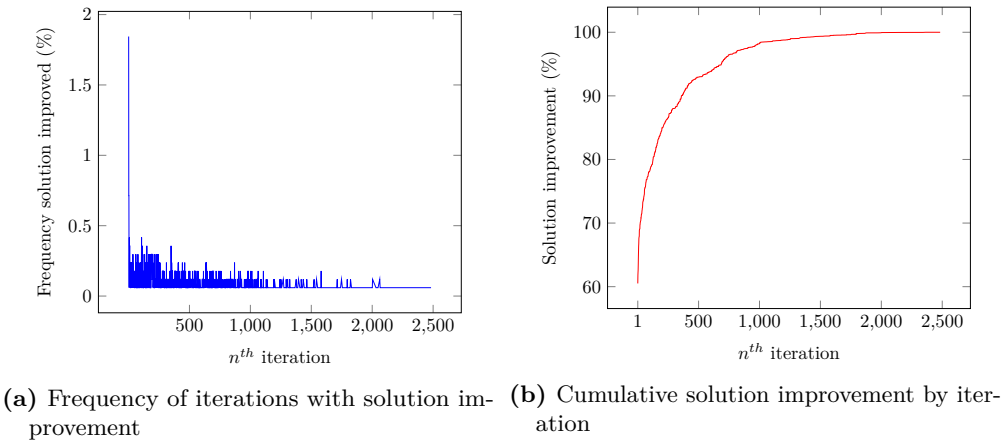 2
1.5
1
0.5
0
Frequency solution improved (%)
500 1,000 1,500 2,000 2,500
n^{th} iteration
(a) Frequency of iterations with solution im-
provement
100
90
80
70
60
Solution improvement (%)
1 500 1,000 1,500 2,000 2,500
n^{th} iteration
(b) Cumulative solution improvement by iter-
ation